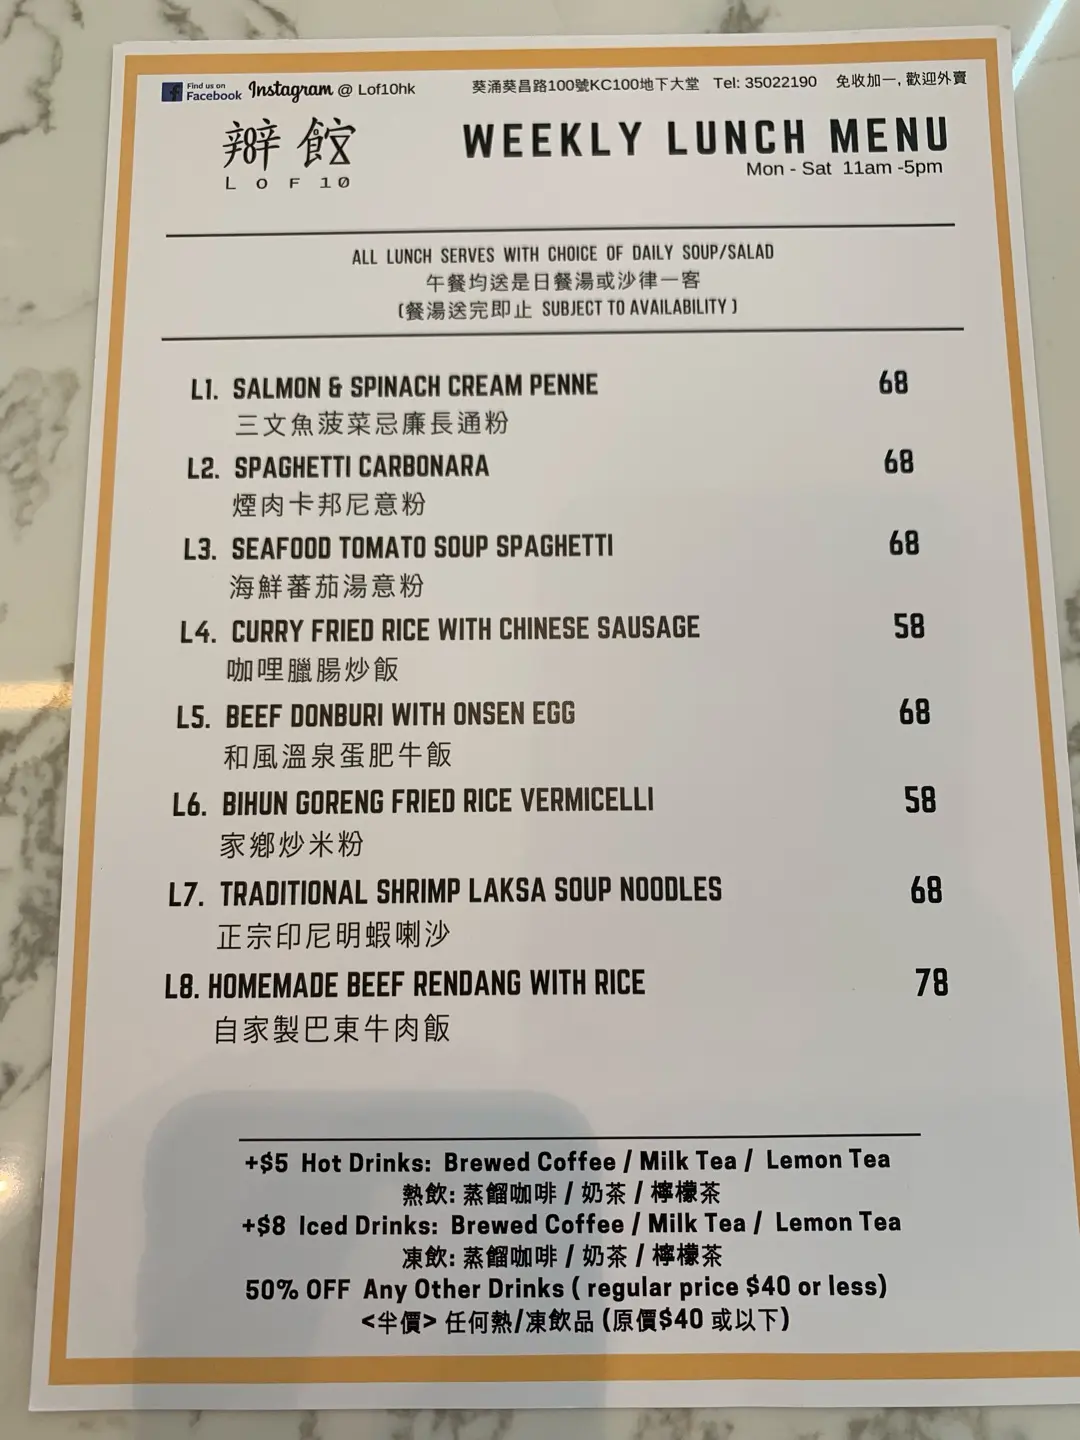 Find us on Facebook Instagram @ Lof10hk 葵涌葵昌路100號KC100地下大堂 Tel: 35022190 免收加一, 歡迎外賣
辦館 WEEKLY LUNCH MENU
LOF10 Mon - Sat 11am -5pm
ALL LUNCH SERVES WITH CHOICE OF DAILY SOUP/SALAD
午餐均送是日餐湯或沙律一客
(餐湯送完即止 SUBJECT TO AVAILABILITY)
L1. SALMON & SPINACH CREAM PENNE 68
三文魚菠菜忌廉長通粉
L2. SPAGHETTI CARBONARA 68
煙肉卡邦尼意粉
L3. SEAFOOD TOMATO SOUP SPAGHETTI 68
海鮮蕃茄湯意粉
L4. CURRY FRIED RICE WITH CHINESE SAUSAGE 58
咖哩臘腸炒飯
L5. BEEF DONBURI WITH ONSEN EGG 68
和風溫泉蛋肥牛飯
L6. BIHUN GORENG FRIED RICE VERMICELLI 58
家鄉炒米粉
L7. TRADITIONAL SHRIMP LAKSA SOUP NOODLES 68
正宗印尼明蝦喇沙
L8. HOMEMADE BEEF RENDANG WITH RICE 78
自家製巴東牛肉飯
+$5 Hot Drinks: Brewed Coffee / Milk Tea / Lemon Tea
熱飲: 蒸餾咖啡 / 奶茶 / 檸檬茶
+$8 Iced Drinks: Brewed Coffee / Milk Tea / Lemon Tea
凍飲: 蒸餾咖啡 / 奶茶 / 檸檬茶
50% OFF Any Other Drinks ( regular price $40 or less)
<半價> 任何熱/凍飲品 (原價$40 或以下)